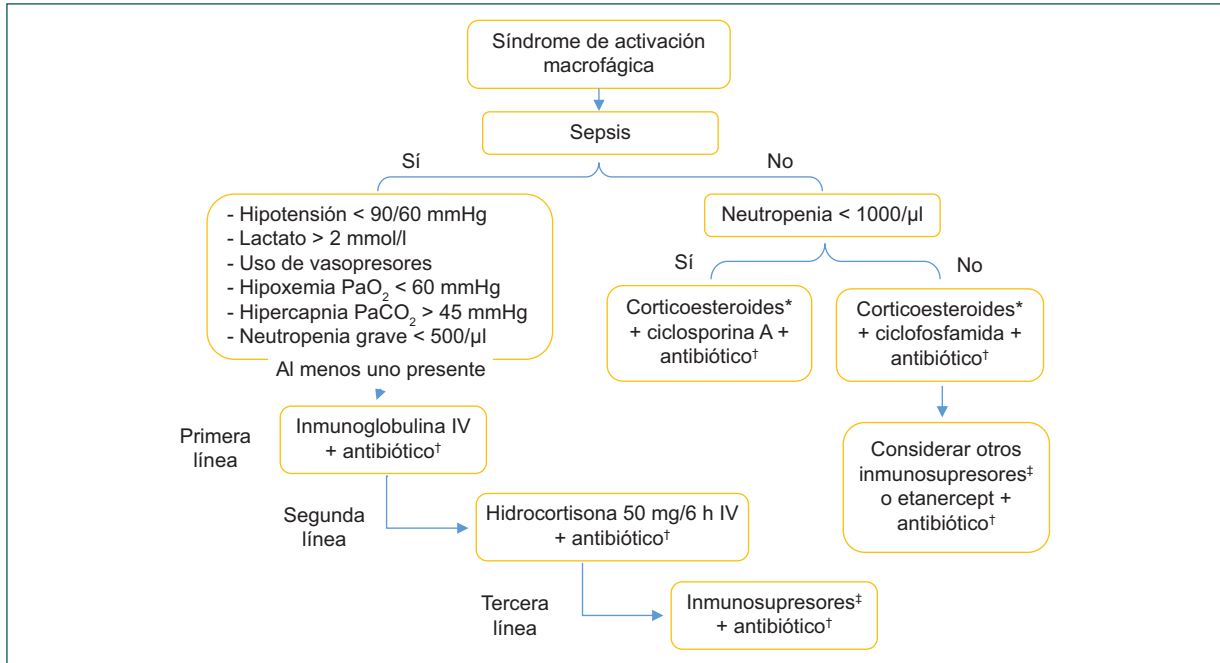 Síndrome de activación
macrofágica
Sepsis
Sí
No
- Hipotensión < 90/60 mmHg
- Lactato > 2 mmol/l
- Uso de vasopresores
- Hipoxemia PaO₂ < 60 mmHg
- Hipercapnia PaCO₂ > 45 mmHg
- Neutropenia grave < 500/µl
Al menos uno presente
Neutropenia < 1000/µl
Sí
No
Corticoesteroides*
+ ciclosporina A +
antibiótico†
Corticoesteroides*
+ ciclofosfamida +
antibiótico†
Primera
línea
Inmunoglobulina IV
+ antibiótico†
Considerar otros
inmunosupresores‡
o etanercept +
antibiótico†
Segunda
línea
Hidrocortisona 50 mg/6 h IV
+ antibiótico†
Tercera
línea
Inmunosupresores‡
+ antibiótico†